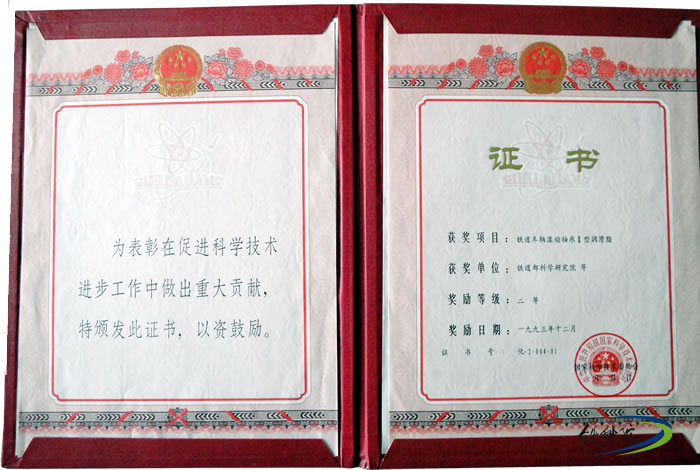 为表彰在促进科学技术
进步工作中做出重大贡献，
特颁发此证书，以资鼓励。
证书
获奖项目：铁道车辆滚动轴承Ⅱ型润滑脂
获奖单位：铁道部科学研究院 等
奖励等级：二等
奖励日期：一九九三年十二月
证书号：